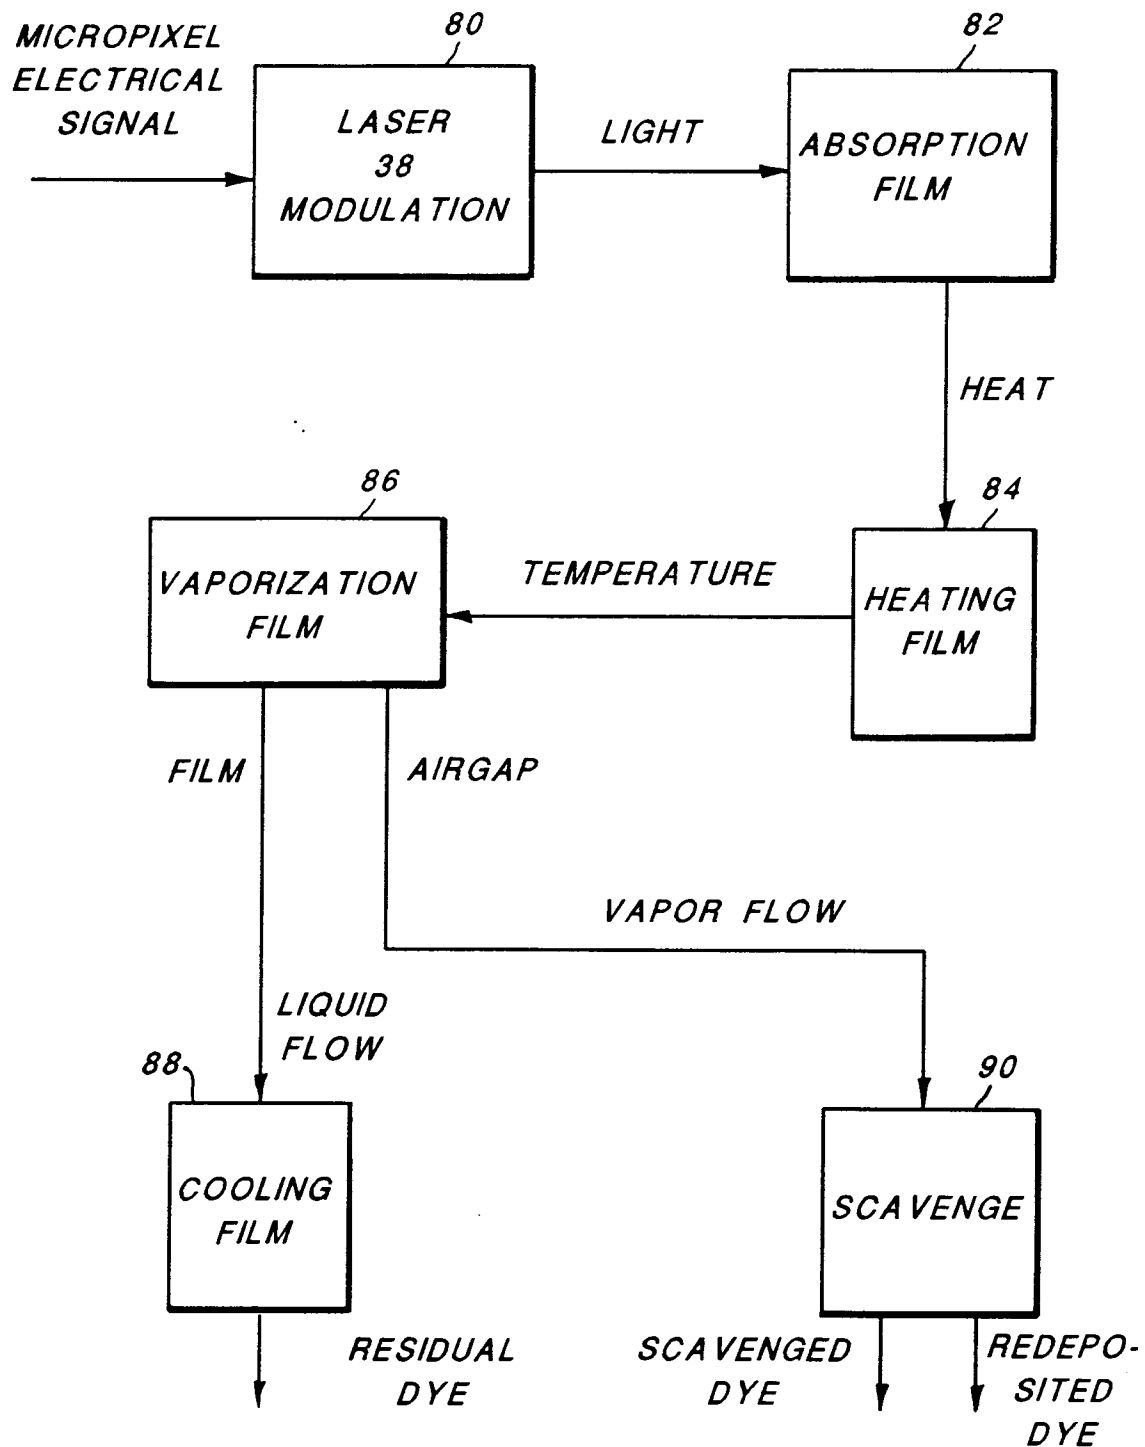 MICROPIXEL
ELECTRICAL
SIGNAL
80
LASER
38
MODULATION
LIGHT
82
ABSORPTION
FILM
HEAT
84
HEATING
FILM
TEMPERATURE
86
VAPORIZATION
FILM
FILM
AIRGAP
VAPOR FLOW
LIQUID
FLOW
88
COOLING
FILM
90
SCAVENGE
RESIDUAL
DYE
SCAVENGED
DYE
REDEPO-
SITED
DYE